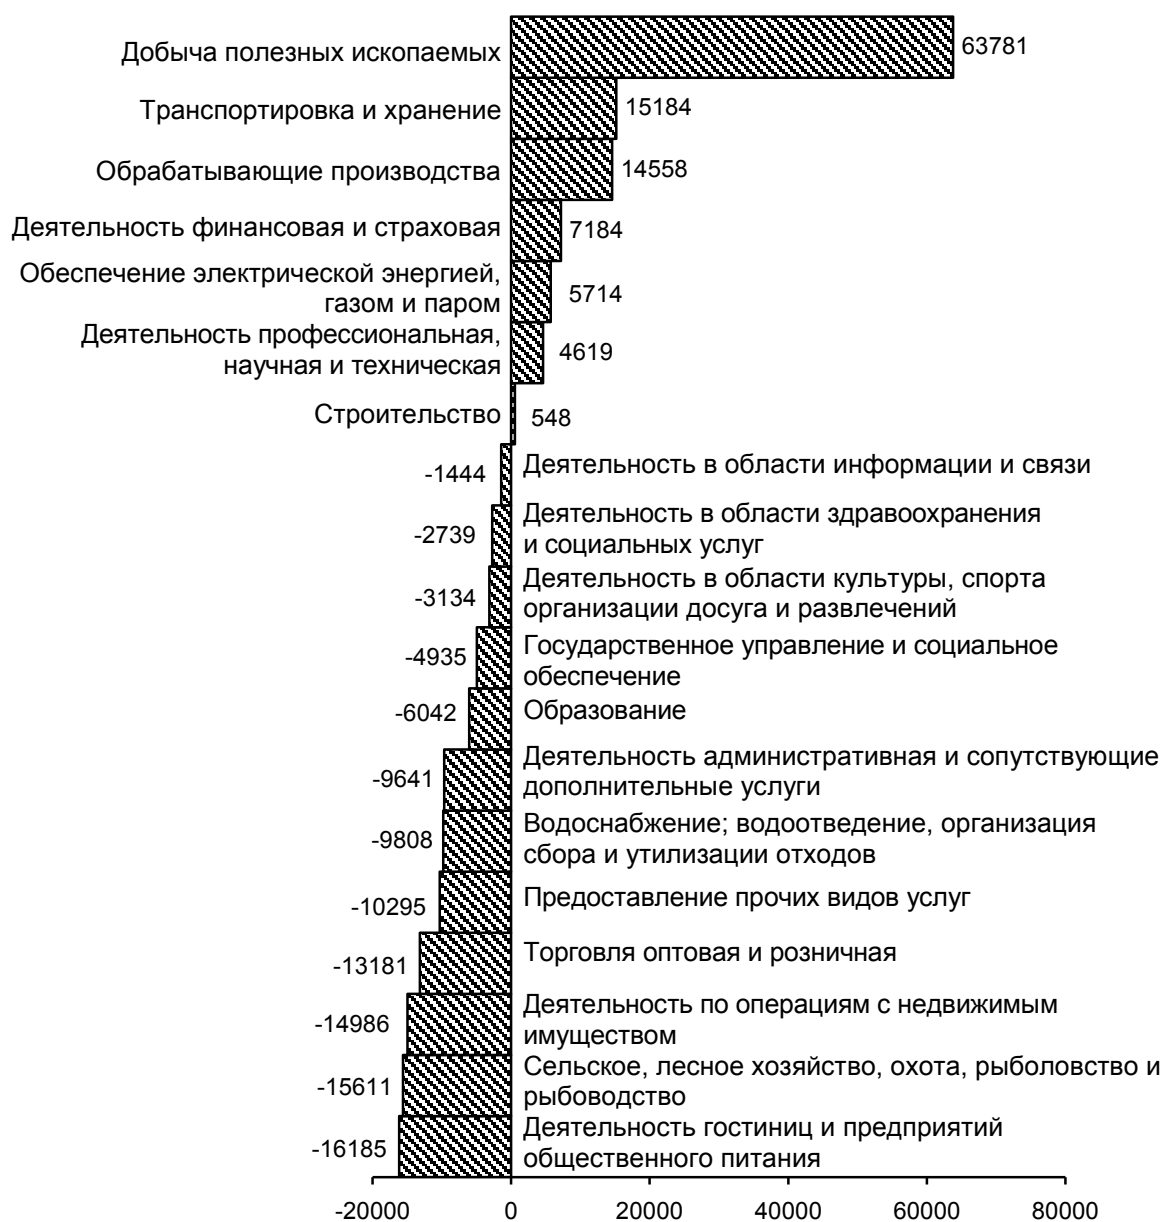 Добыча полезных ископаемых 63781
Транспортировка и хранение 15184
Обрабатывающие производства 14558
Деятельность финансовая и страховая 7184
Обеспечение электрической энергией,
газом и паром 5714
Деятельность профессиональная,
научная и техническая 4619
Строительство 548
-1444 Деятельность в области информации и связи
-2739 Деятельность в области здравоохранения
и социальных услуг
-3134 Деятельность в области культуры, спорта
организации досуга и развлечений
-4935 Государственное управление и социальное
обеспечение
-6042 Образование
-9641 Деятельность административная и сопутствующие
дополнительные услуги
-9808 Водоснабжение; водоотведение, организация
сбора и утилизации отходов
-10295 Предоставление прочих видов услуг
-13181 Торговля оптовая и розничная
-14986 Деятельность по операциям с недвижимым
имуществом
-15611 Сельское, лесное хозяйство, охота, рыболовство и
рыбоводство
-16185 Деятельность гостиниц и предприятий
общественного питания
-20000 0 20000 40000 60000 80000